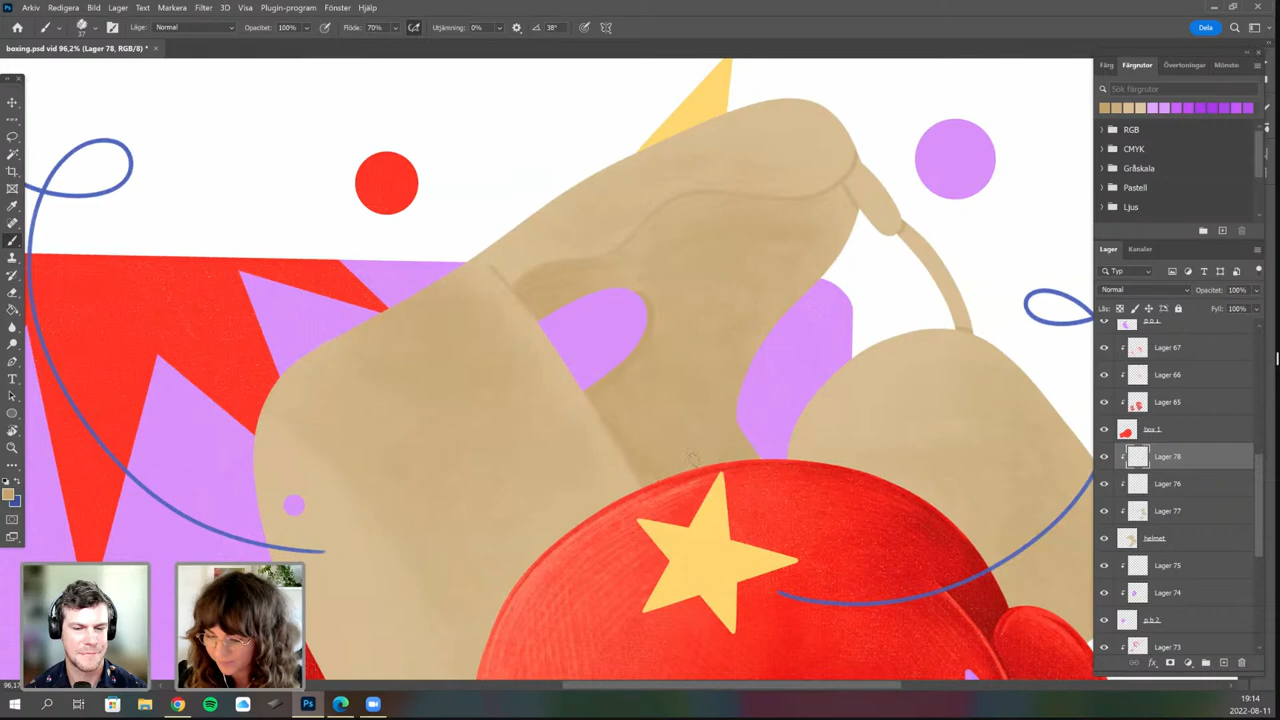 Arkiv Redigera Bild Lager Text Markera Filter 3D Visa Plugin-program Fönster Hjälp
37 Läge: Normal Opacitet: 100% Flöde: 70% Utjämning: 0% 38° Dela
boxing.psd vid 96,2% (Lager 78, RGB/8) *
Färg Färgrutor Övertoningar Mönste
Sök färgrutor
RGB
CMYK
Gråskala
Pastell
Ljus
Lager Kanaler
Typ
Normal Opacitet: 100%
Lås: Fyll: 100%
p o 1
Lager 67
Lager 66
Lager 65
box 1
Lager 78
Lager 76
Lager 77
helmet
Lager 75
Lager 74
p b 2
Lager 73
19:14
2022-08-11